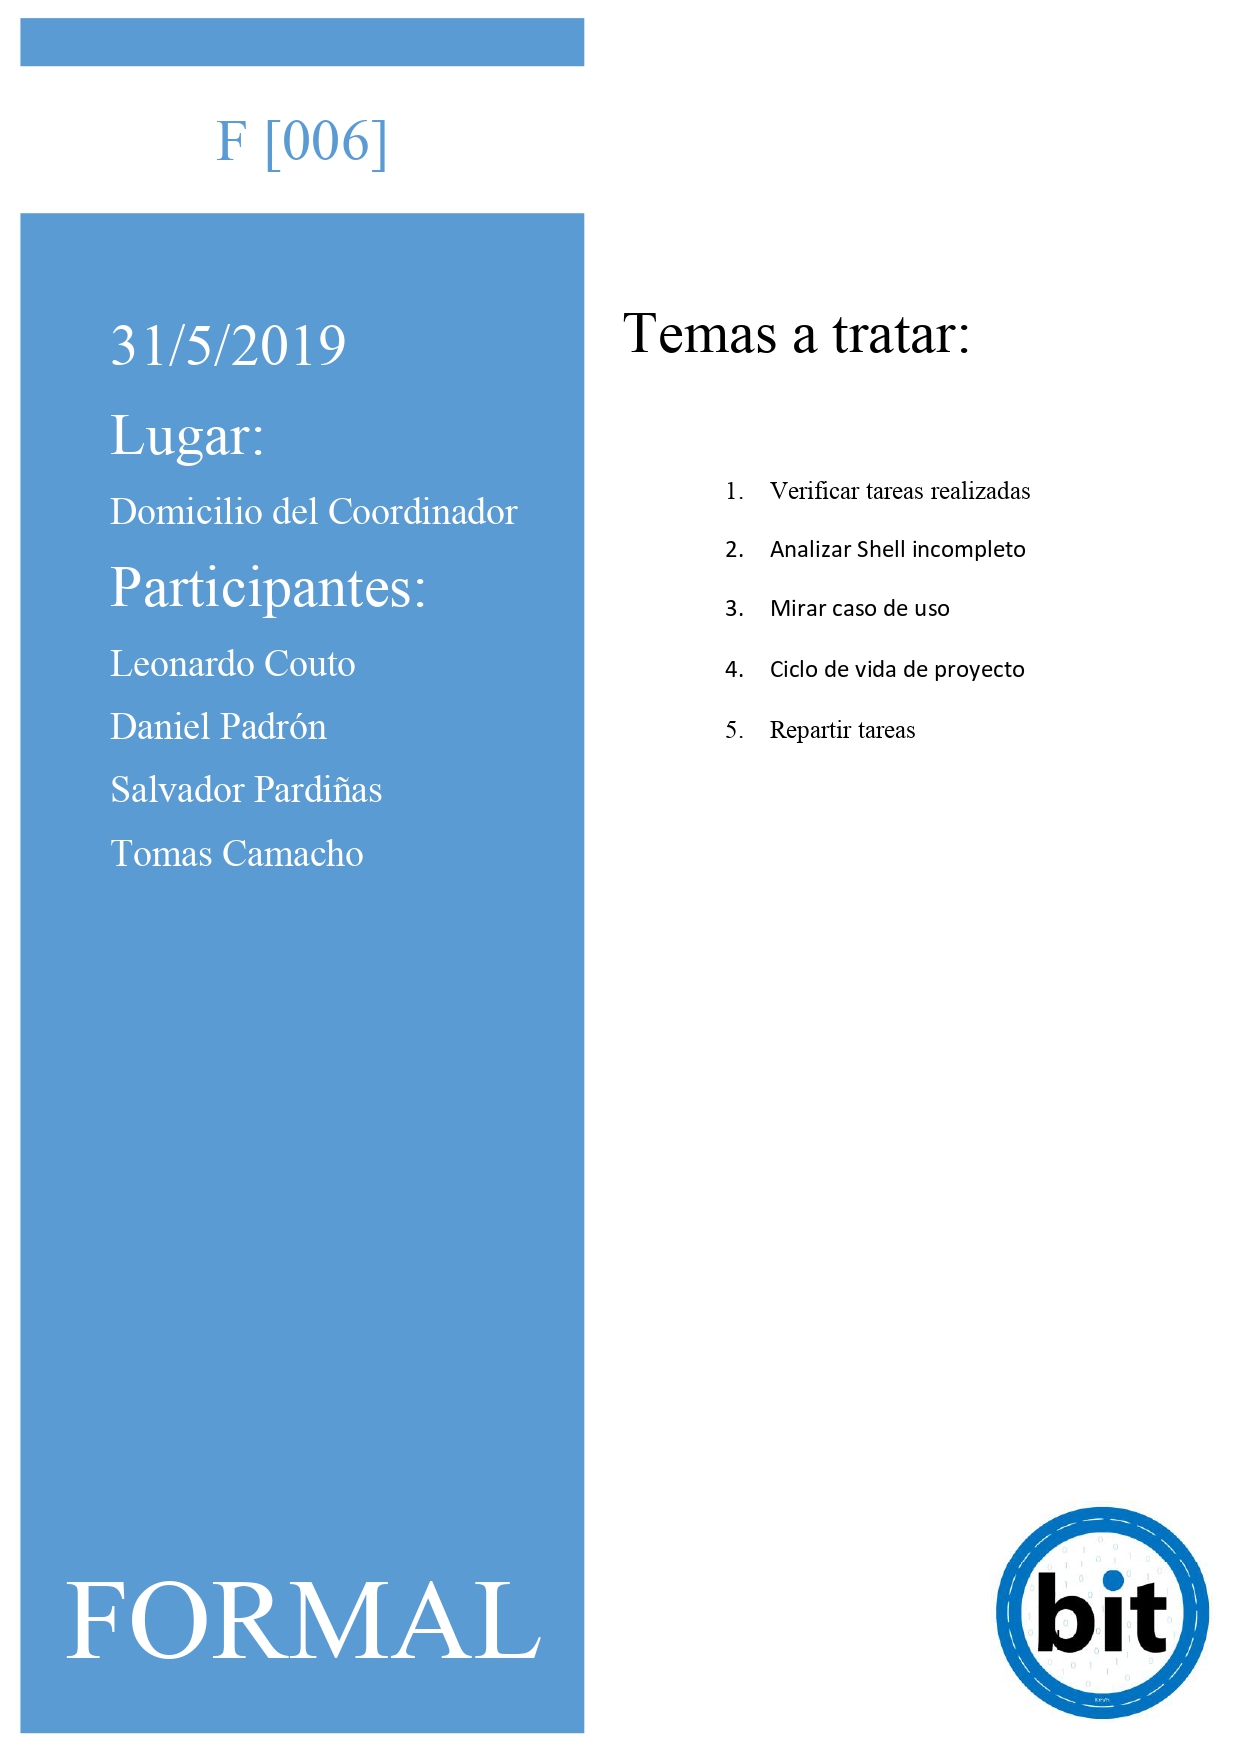 F [006]
31/5/2019
Lugar:
Domicilio del Coordinador
Participantes:
Leonardo Couto
Daniel Padrón
Salvador Pardiñas
Tomas Camacho
FORMAL
Temas a tratar:
1. Verificar tareas realizadas
2. Analizar Shell incompleto
3. Mirar caso de uso
4. Ciclo de vida de proyecto
5. Repartir tareas
bit